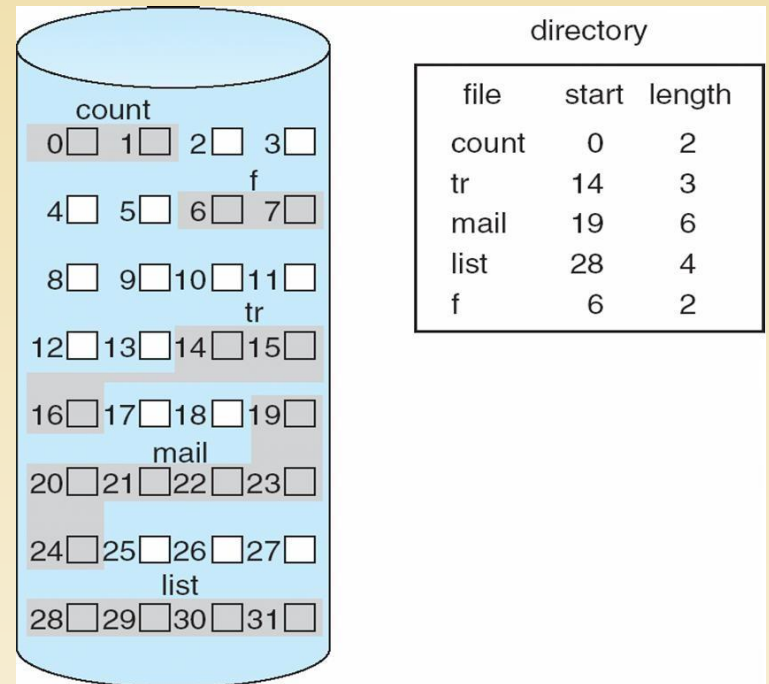 count
0 1 2 3
f
4 5 6 7
8 9 10 11
tr
12 13 14 15
16 17 18 19
mail
20 21 22 23
24 25 26 27
list
28 29 30 31
directory
file start length
count 0 2
tr 14 3
mail 19 6
list 28 4
f 6 2